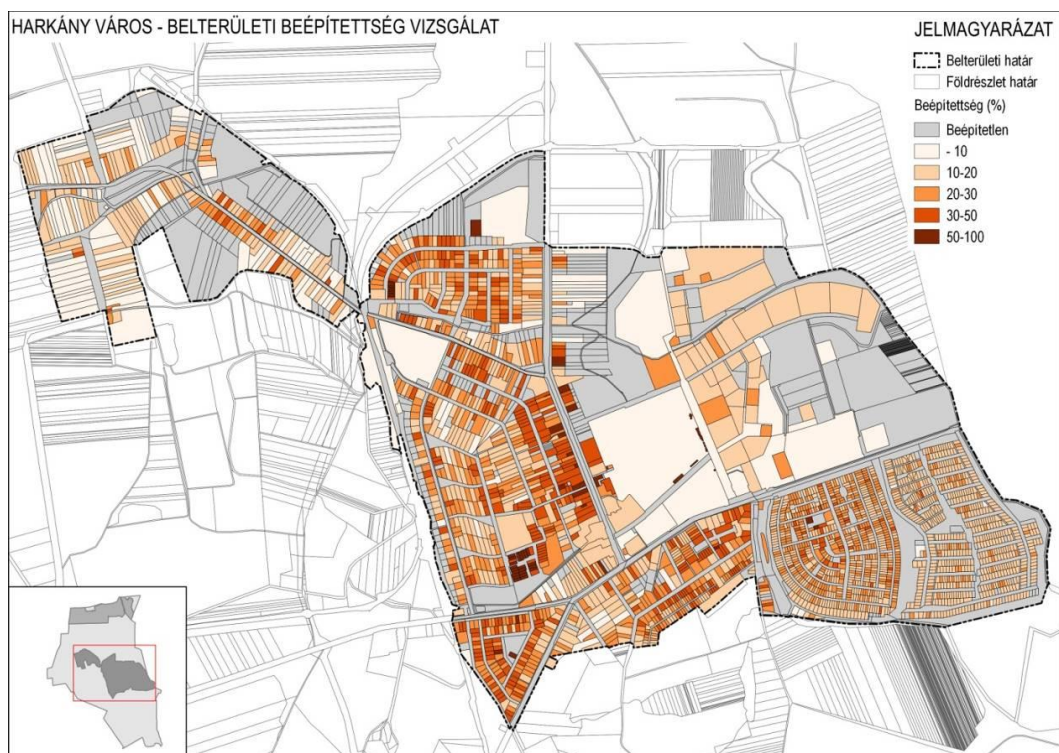 HARKÁNY VÁROS - BELTERÜLETI BEÉPÍTETTSÉG VIZSGÁLAT
JELMAGYARÁZAT
Belterületi határ
Földrészlet határ
Beépítettség (%)
Beépítetlen
- 10
10-20
20-30
30-50
50-100